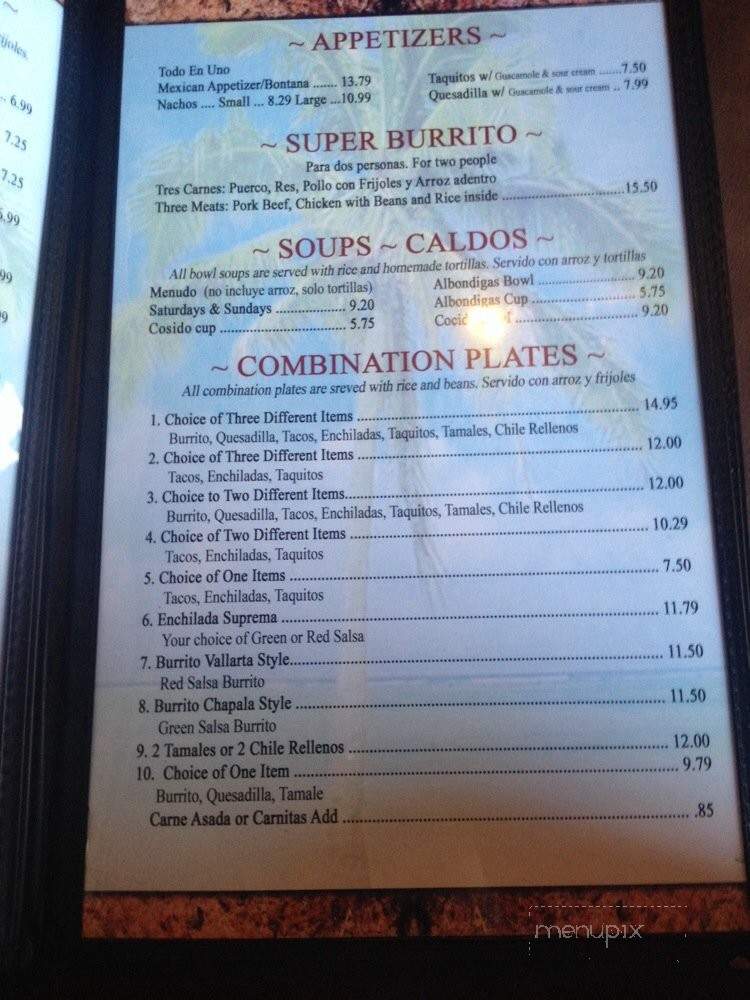 ~
ijoles
.. 6.99
7.25
7.25
~ APPETIZERS ~
Todo En Uno
Mexican Appetizer/Bontana ....... 13.79
Nachos .... Small ... 8.29 Large ...10.99
Taquitos w/ Guacamole & sour cream .......7.50
Quesadilla w/ Guacamole & sour cream .. 7.99
~ SUPER BURRITO ~
Para dos personas. For two people
Tres Carnes: Puerco, Res, Pollo con Frijoles y Arroz adentro
Three Meats: Pork Beef, Chicken with Beans and Rice inside ..............................15.50
~ SOUPS ~ CALDOS ~
All bowl soups are served with rice and homemade tortillas. Servido con arroz y tortillas
Menudo (no incluye arroz, solo tortillas)
Saturdays & Sundays .................... 9.20
Cosido cup ................................ 5.75
Albondigas Bowl ......................... 9.20
Albondigas Cup ........................... 5.75
............................... 9.20
~ COMBINATION PLATES ~
All combination plates are sreved with rice and beans. Servido con arroz y frijoles
1. Choice of Three Different Items ........................................................................ 14.95
Burrito, Quesadilla, Tacos, Enchiladas, Taquitos, Tamales, Chile Rellenos
2. Choice of Three Different Items ........................................................................ 12.00
Tacos, Enchiladas, Taquitos
3. Choice to Two Different Items............................................................................ 12.00
Burrito, Quesadilla, Tacos, Enchiladas, Taquitos, Tamales, Chile Rellenos
4. Choice of Two Different Items ........................................................................... 10.29
Tacos, Enchiladas, Taquitos
5. Choice of One Items ........................................................................................... 7.50
Tacos, Enchiladas, Taquitos
6. Enchilada Suprema ............................................................................................. 11.79
Your choice of Green or Red Salsa
7. Burrito Vallarta Style............................................................................................ 11.50
Red Salsa Burrito
8. Burrito Chapala Style ........................................................................................... 11.50
Green Salsa Burrito
9. 2 Tamales or 2 Chile Rellenos ............................................................................. 12.00
10. Choice of One Item ............................................................................................. 9.79
Burrito, Quesadilla, Tamale
Carne Asada or Carnitas Add ................................................................................... .85
menupix